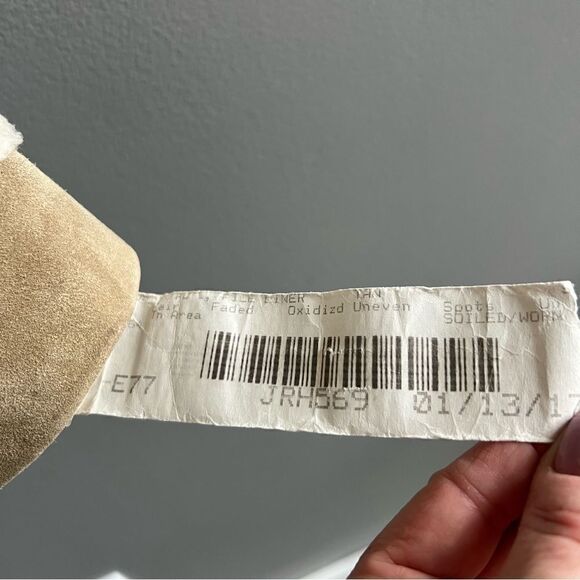 PILE LINER TAN
In Area Faded Oxidizd Uneven Spots
SOILED/WORN
-E77
JRH569 01/13/17